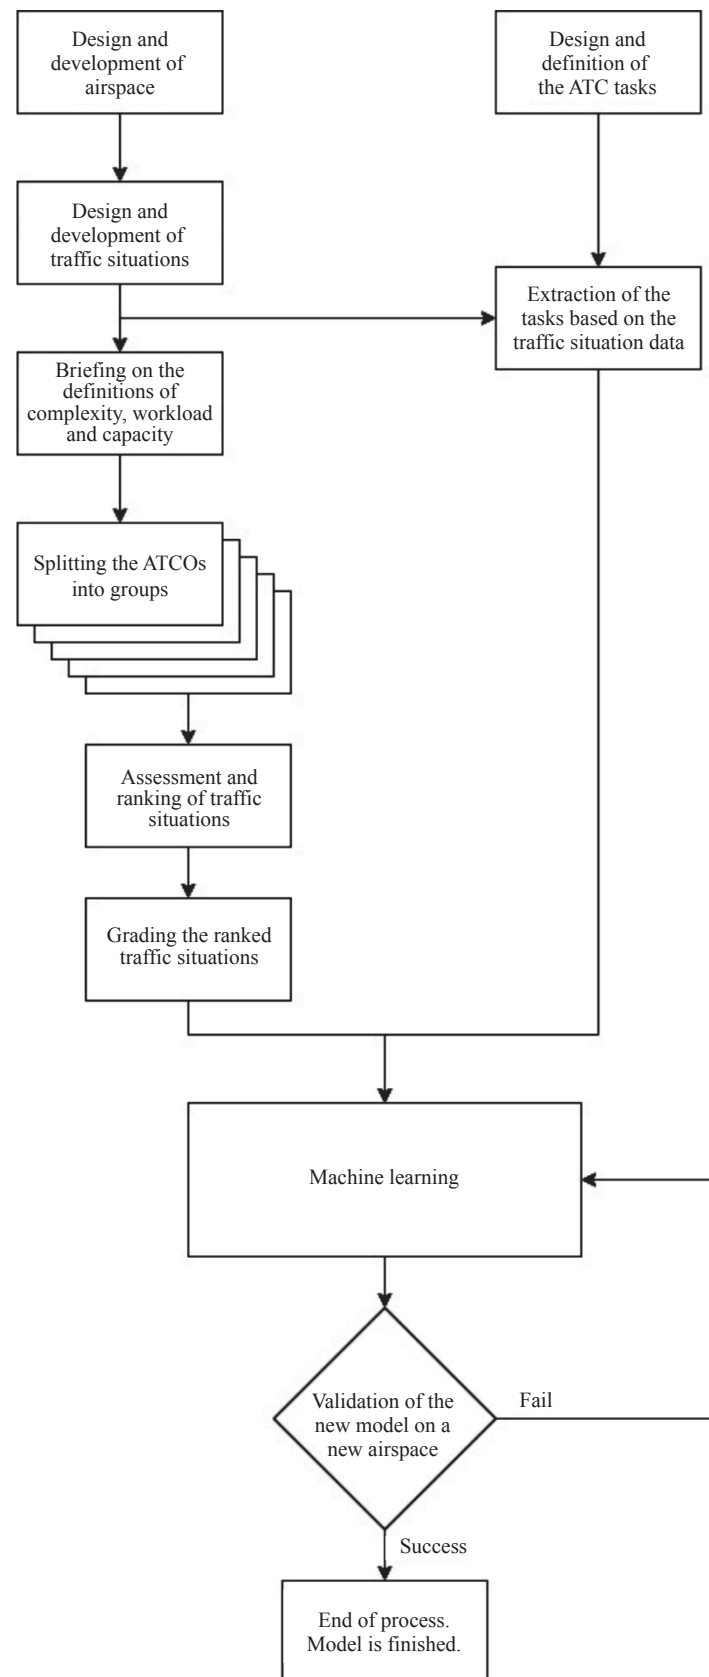 Design and
development of
airspace
Design and
definition of
the ATC tasks
Design and
development of
traffic situations
Extraction of the
tasks based on the
traffic situation data
Briefing on the
definitions of
complexity, workload
and capacity
Splitting the ATCOs
into groups
Assessment and
ranking of traffic
situations
Grading the ranked
traffic situations
Machine learning
Validation of the
new model on a
new airspace
Fail
Success
End of process.
Model is finished.